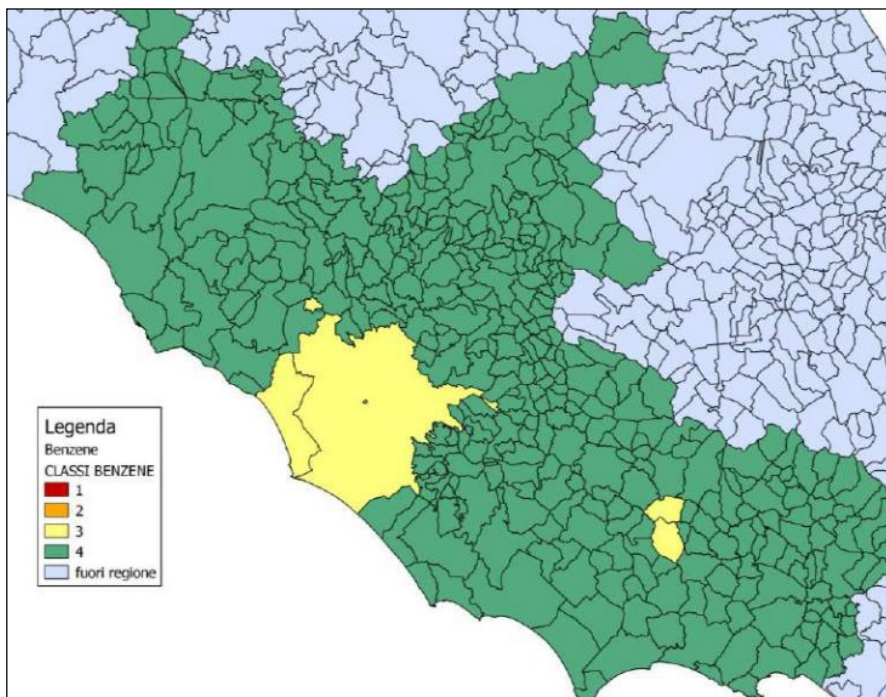 Legenda
Benzene
CLASSI BENZENE
1
2
3
4
fuori regione